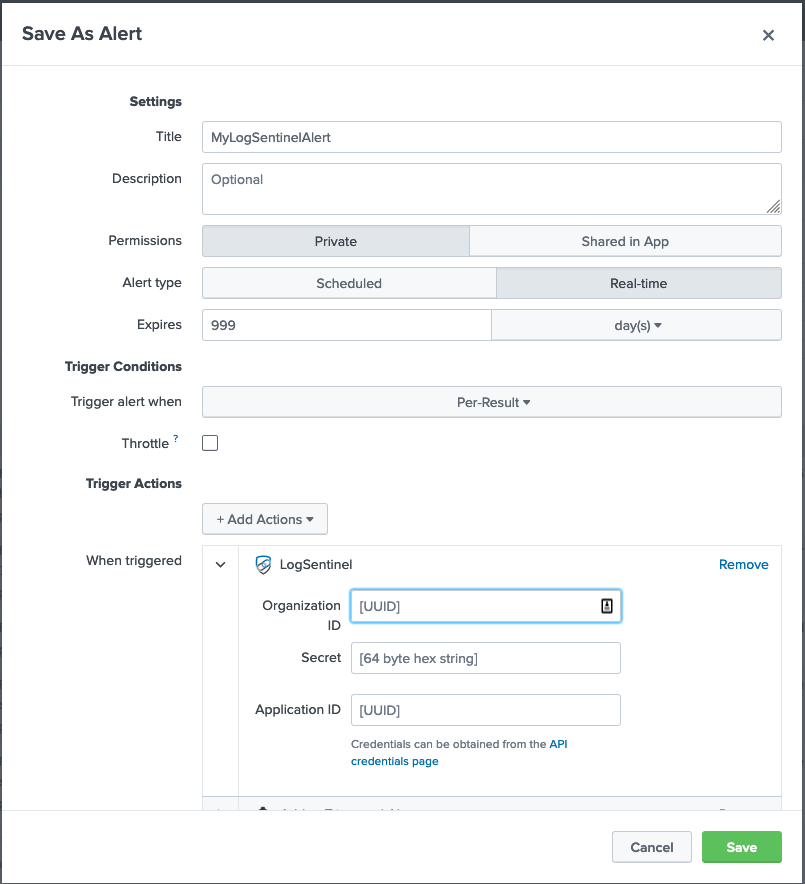 Save As Alert
Settings
Title
MyLogSentinelAlert
Description
Optional
Permissions
Private
Shared in App
Alert type
Scheduled
Real-time
Expires
999
day(s)
Trigger Conditions
Trigger alert when
Per-Result
Throttle ?
Trigger Actions
+ Add Actions
When triggered
LogSentinel
Remove
Organization
ID
[UUID]
Secret
[64 byte hex string]
Application ID
[UUID]
Credentials can be obtained from the API
credentials page
Cancel
Save